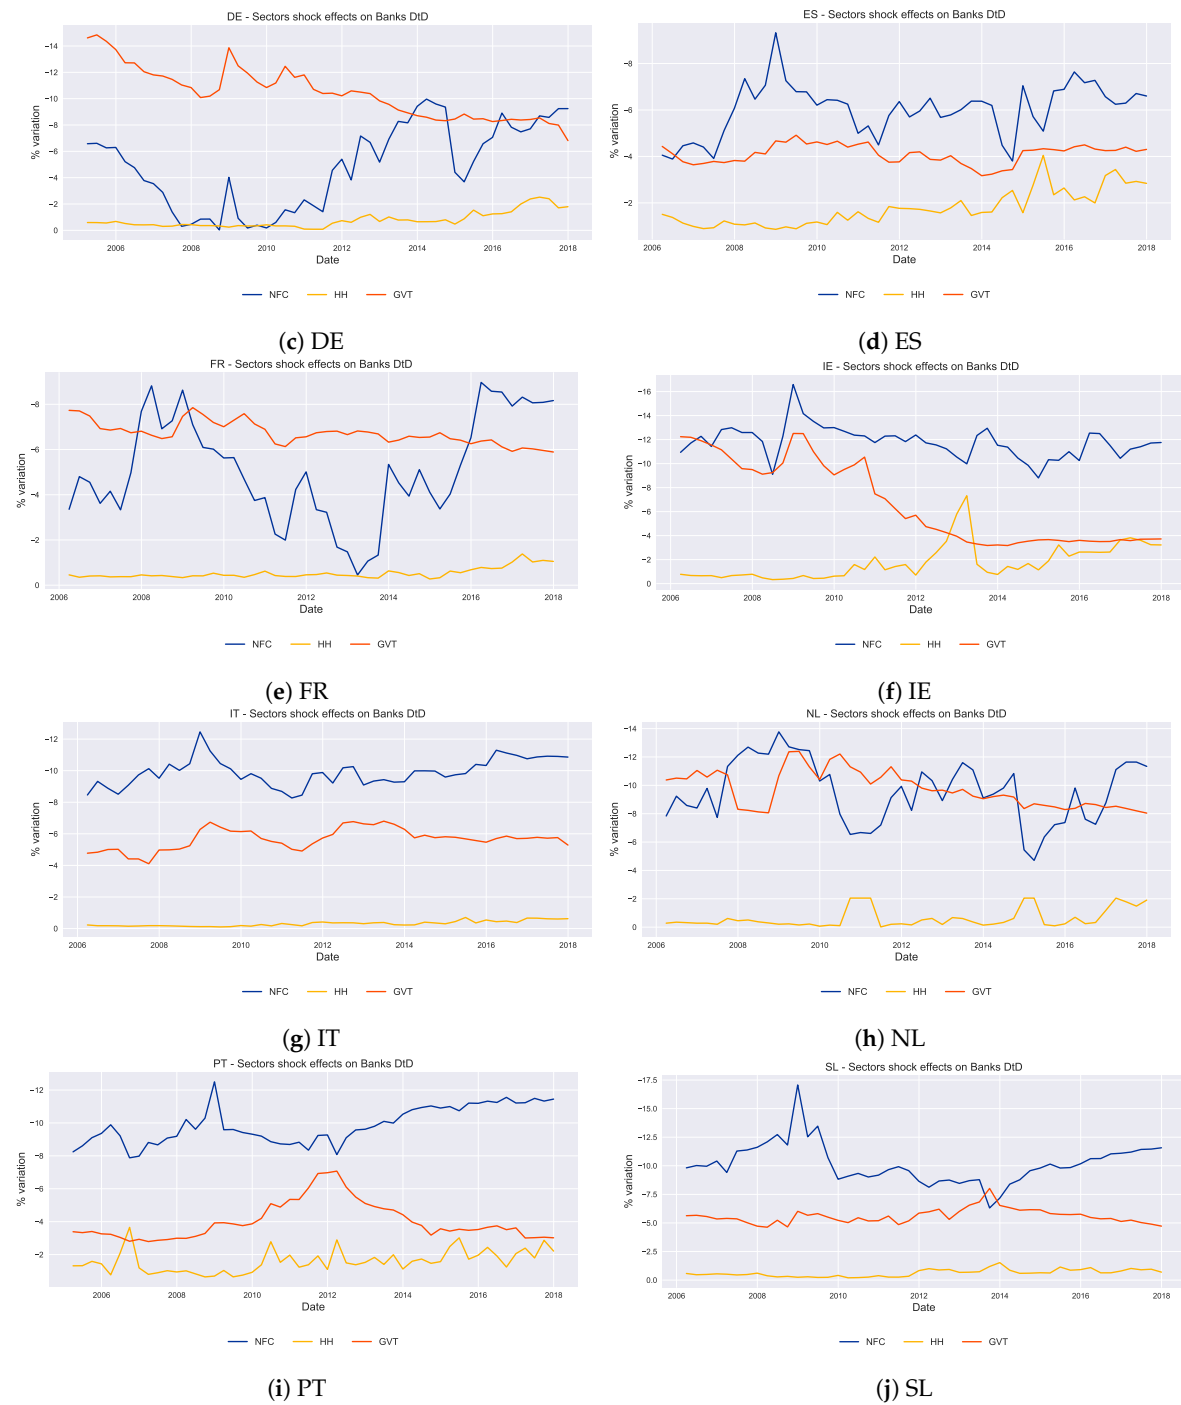 DE - Sectors shock effects on Banks DtD
−14
−12
−10
−8
−6
−4
−2
0
% variation
2006 2008 2010 2012 2014 2016 2018
Date
NFC HH GVT
(c) DE
ES - Sectors shock effects on Banks DtD
−8
−6
−4
−2
% variation
2006 2008 2010 2012 2014 2016 2018
Date
NFC HH GVT
(d) ES
FR - Sectors shock effects on Banks DtD
−8
−6
−4
−2
0
% variation
2006 2008 2010 2012 2014 2016 2018
Date
NFC HH GVT
(e) FR
IE - Sectors shock effects on Banks DtD
−16
−14
−12
−10
−8
−6
−4
−2
0
% variation
2006 2008 2010 2012 2014 2016 2018
Date
NFC HH GVT
(f) IE
IT - Sectors shock effects on Banks DtD
−12
−10
−8
−6
−4
−2
0
% variation
2006 2008 2010 2012 2014 2016 2018
Date
NFC HH GVT
(g) IT
NL - Sectors shock effects on Banks DtD
−14
−12
−10
−8
−6
−4
−2
0
% variation
2006 2008 2010 2012 2014 2016 2018
Date
NFC HH GVT
(h) NL
PT - Sectors shock effects on Banks DtD
−12
−10
−8
−6
−4
−2
% variation
2006 2008 2010 2012 2014 2016 2018
Date
NFC HH GVT
(i) PT
SL - Sectors shock effects on Banks DtD
−17.5
−15.0
−12.5
−10.0
−7.5
−5.0
−2.5
0.0
% variation
2006 2008 2010 2012 2014 2016 2018
Date
NFC HH GVT
(j) SL